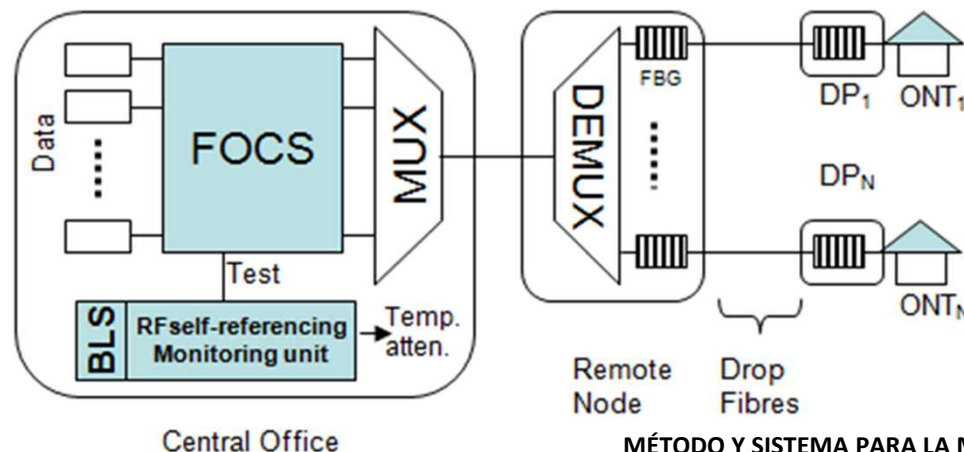 Data
FOCS
MUX
Test
BLS
RFself-referencing
Monitoring unit
Temp.
atten.
Central Office
DEMUX
FBG
Remote
Node
Drop
Fibres
DP1
ONT1
DPN
ONTN
MÉTODO Y SISTEMA PARA LA M